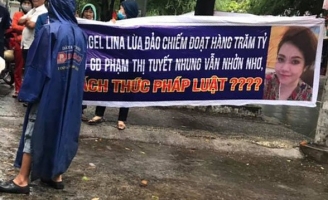 GEL LINA LỪA ĐẢO CHIẾM ĐOẠT HÀNG TRĂM TỶ
GĐ PHẠM THỊ TUYẾT NHUNG VẪN NHỞN NHƠ,
ÁCH THỨC PHÁP LUẬT ????